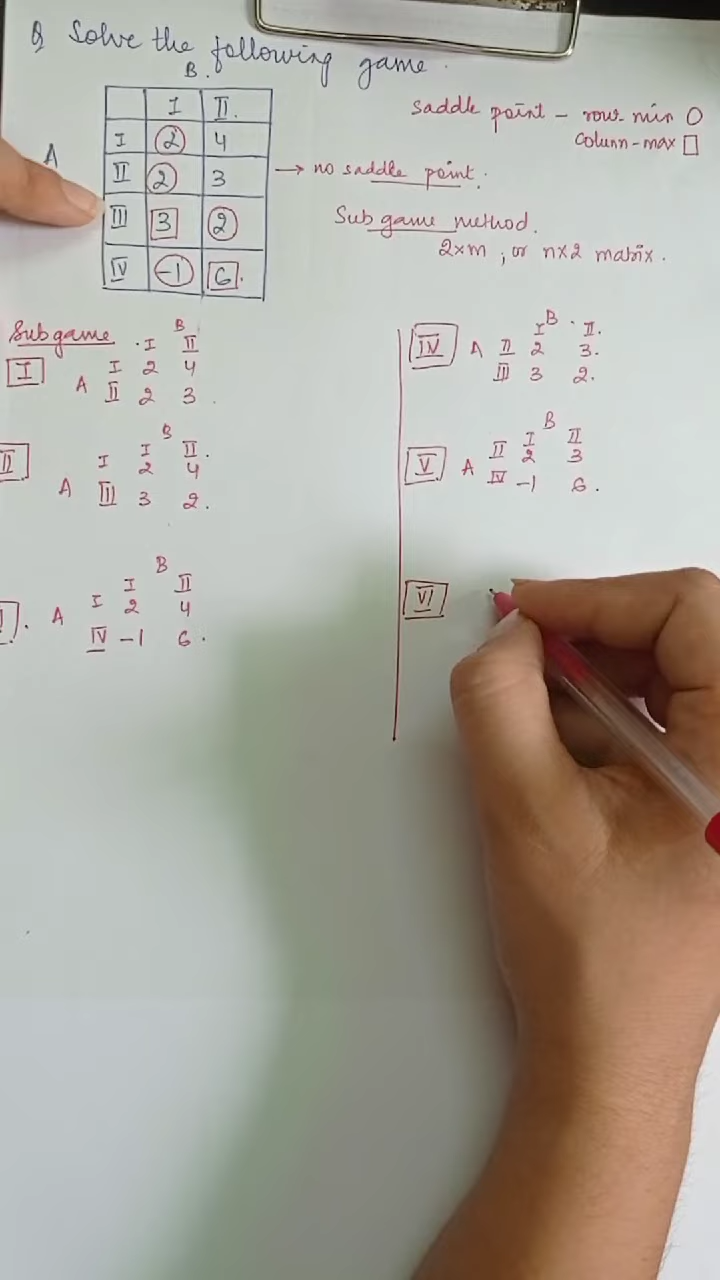 Q Solve the following game.
B.
I II.
A I 2 4
II 2 3
III 3 2
IV -1 6.
Saddle point - row min O
column-max □
→ no saddle point.
Sub game method.
2xm, or nx2 matrix.
Subgame
I
B
I II
A I 2 4
II 2 3.
II
B
I II.
I 2 4
A III 3 2.
B
I II
A I 2 4
IV -1 6.
IV
B
I II.
A II 2 3.
III 3 2.
V
B
I II
A II 2 3
IV -1 6.
VI